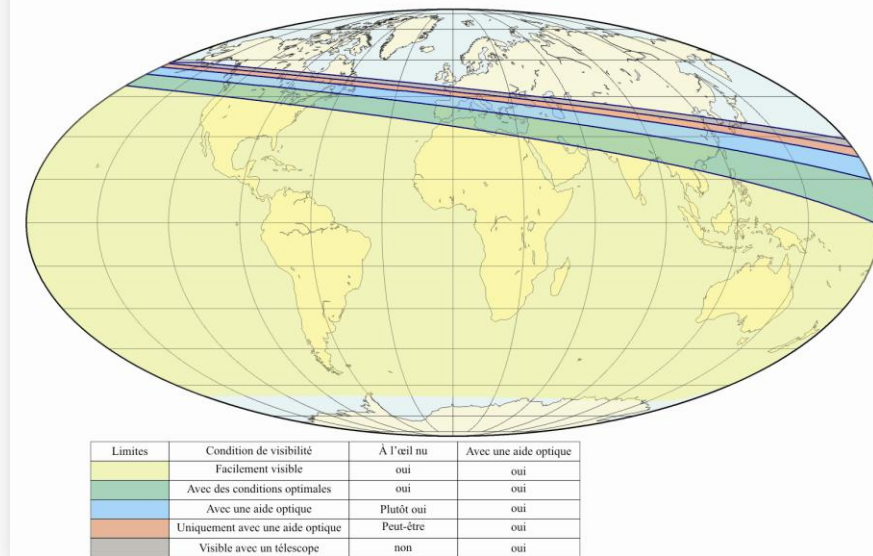 Limites Condition de visibilité À l’œil nu Avec une aide optique
Facilement visible oui oui
Avec des conditions optimales oui oui
Avec une aide optique Plutôt oui oui
Uniquement avec une aide optique Peut-être oui
Visible avec un télescope non oui